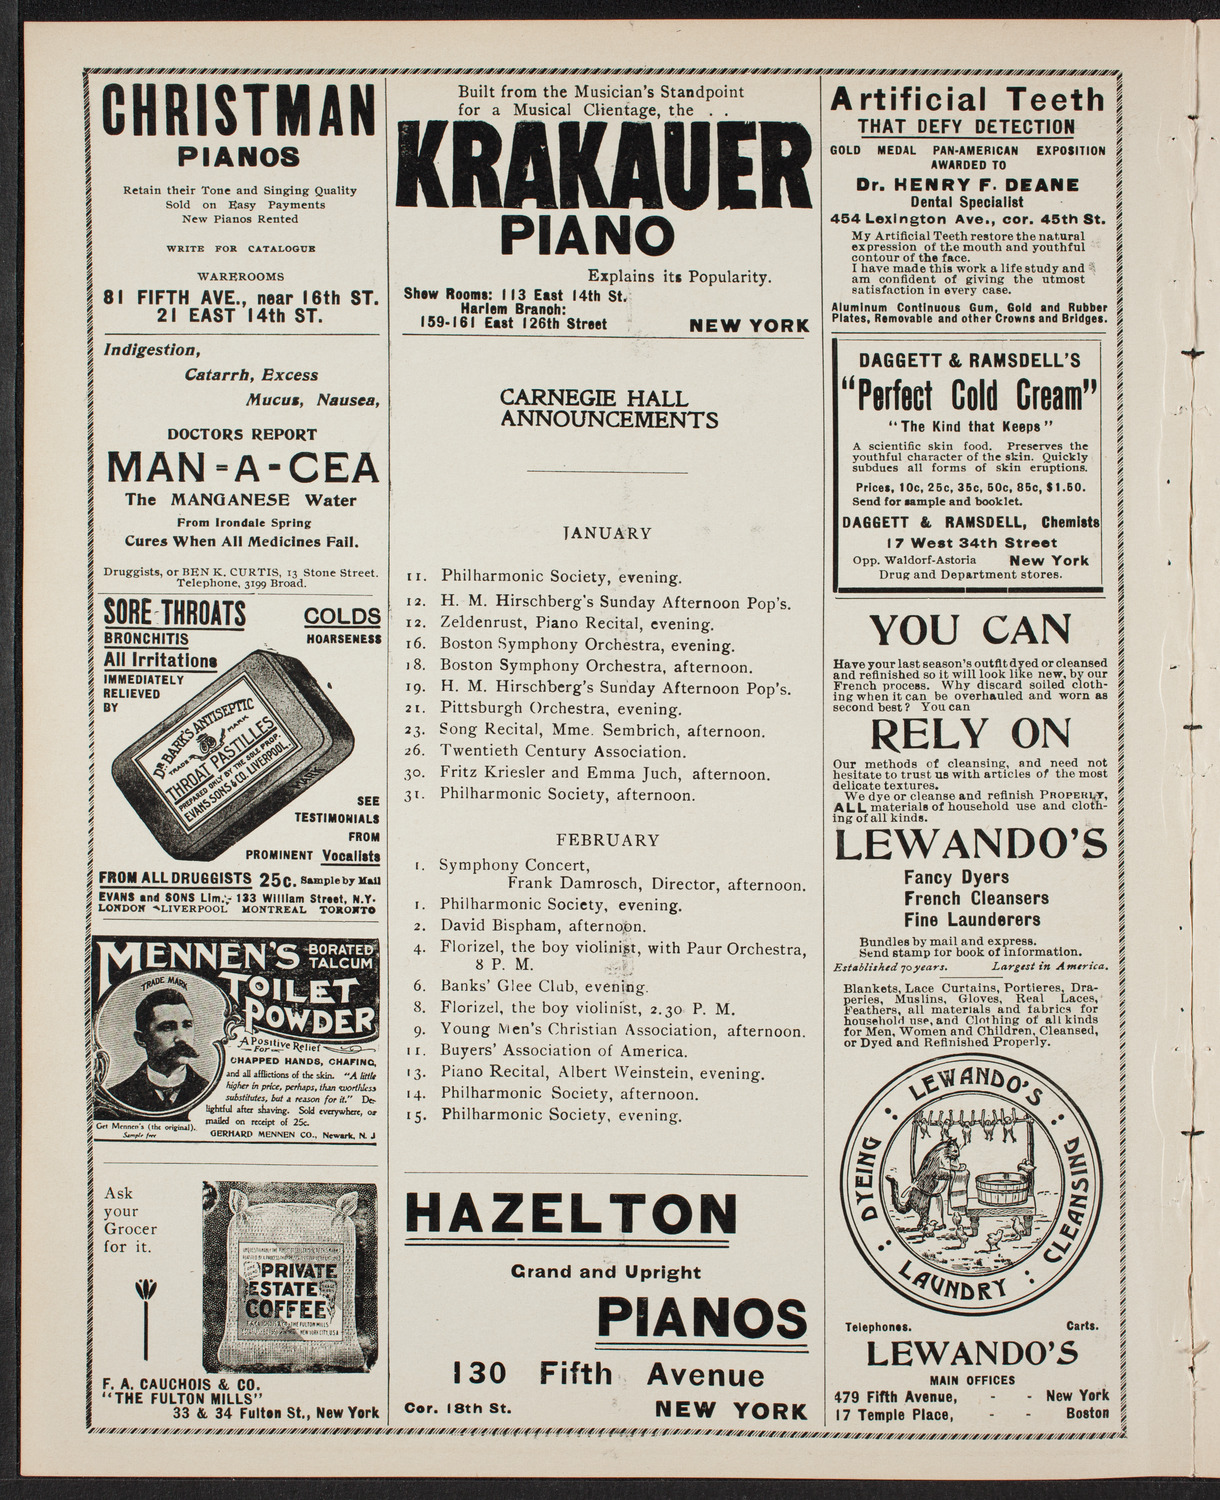 CHRISTMAN
PIANOS
Retain their Tone and Singing Quality
Sold on Easy Payments
New Pianos Rented
WRITE FOR CATALOGUE
WAREROOMS
81 FIFTH AVE., near 16th ST.
21 EAST 14th ST.
Indigestion,
Catarrh, Excess
Mucus, Nausea,
DOCTORS REPORT
MAN-A-CEA
The MANGANESE Water
From Irondale Spring
Cures When All Medicines Fail.
Druggists, or BEN K. CURTIS, 13 Stone Street.
Telephone, 3199 Broad.
SORE THROATS COLDS
BRONCHITIS HOARSENESS
All Irritations
IMMEDIATELY
RELIEVED
BY
DR BARK'S ANTISEPTIC
TRADE MARK
THROAT PASTILLES
PREPARED ONLY BY THE SOLE PROP.
EVANS SONS & CO. LIVERPOOL.
SEE
TESTIMONIALS
FROM
PROMINENT Vocalists
FROM ALL DRUGGISTS 25c. Sample by Mail
EVANS and SONS Lim., 133 William Street, N.Y.
LONDON LIVERPOOL MONTREAL TORONTO
MENNEN'S BORATED
TALCUM
TOILET
POWDER
TRADE MARK
A Positive Relief
For
CHAPPED HANDS, CHAFING,
and all afflictions of the skin. "A little
higher in price, perhaps, than worthless
substitutes, but a reason for it." De-
lightful after shaving. Sold everywhere, or
mailed on receipt of 25c.
Get Mennen's (the original).
Sample free
GERHARD MENNEN CO., Newark, N. J
Ask
your
Grocer
for it.
PRIVATE
ESTATE
COFFEE
F. A. CAUCHOIS & CO.
"THE FULTON MILLS"
33 & 34 Fulton St., New York
Built from the Musician's Standpoint
for a Musical Clientage, the . .
KRAKAUER
PIANO
Explains its Popularity.
Show Rooms: 113 East 14th St.
Harlem Branch:
159-161 East 126th Street NEW YORK
CARNEGIE HALL
ANNOUNCEMENTS
JANUARY
11. Philharmonic Society, evening.
12. H. M. Hirschberg's Sunday Afternoon Pop's.
12. Zeldenrust, Piano Recital, evening.
16. Boston Symphony Orchestra, evening.
18. Boston Symphony Orchestra, afternoon.
19. H. M. Hirschberg's Sunday Afternoon Pop's.
21. Pittsburgh Orchestra, evening.
23. Song Recital, Mme. Sembrich, afternoon.
26. Twentieth Century Association.
30. Fritz Kriesler and Emma Juch, afternoon.
31. Philharmonic Society, afternoon.
FEBRUARY
1. Symphony Concert,
Frank Damrosch, Director, afternoon.
1. Philharmonic Society, evening.
2. David Bispham, afternoon.
4. Florizel, the boy violinist, with Paur Orchestra,
8 P. M.
6. Banks' Glee Club, evening.
8. Florizel, the boy violinist, 2.30 P. M.
9. Young Men's Christian Association, afternoon.
11. Buyers' Association of America.
13. Piano Recital, Albert Weinstein, evening.
14. Philharmonic Society, afternoon.
15. Philharmonic Society, evening.
HAZELTON
Grand and Upright
PIANOS
130 Fifth Avenue
Cor. 18th St. NEW YORK
Artificial Teeth
THAT DEFY DETECTION
GOLD MEDAL PAN-AMERICAN EXPOSITION
AWARDED TO
Dr. HENRY F. DEANE
Dental Specialist
454 Lexington Ave., cor. 45th St.
My Artificial Teeth restore the natural
expression of the mouth and youthful
contour of the face.
I have made this work a life study and
am confident of giving the utmost
satisfaction in every case.
Aluminum Continuous Gum, Gold and Rubber
Plates, Removable and other Crowns and Bridges.
DAGGETT & RAMSDELL'S
"Perfect Cold Cream"
"The Kind that Keeps"
A scientific skin food. Preserves the
youthful character of the skin. Quickly
subdues all forms of skin eruptions.
Prices, 10c, 25c, 35c, 50c, 85c, $1.50.
Send for sample and booklet.
DAGGETT & RAMSDELL, Chemists
17 West 34th Street
Opp. Waldorf-Astoria New York
Drug and Department stores.
YOU CAN
Have your last season's outfit dyed or cleansed
and refinished so it will look like new, by our
French process. Why discard soiled cloth-
ing when it can be overhauled and worn as
second best? You can
RELY ON
Our methods of cleansing, and need not
hesitate to trust us with articles of the most
delicate textures.
We dye or cleanse and refinish PROPERLY,
ALL materials of household use and cloth-
ing of all kinds.
LEWANDO'S
Fancy Dyers
French Cleansers
Fine Launderers
Bundles by mail and express.
Send stamp for book of information.
Established 70 years. Largest in America.
Blankets, Lace Curtains, Portieres, Dra-
peries, Muslins, Gloves, Real Laces,
Feathers, all materials and fabrics for
household use, and Clothing of all kinds
for Men, Women and Children, Cleansed,
or Dyed and Refinished Properly.
LEWANDO'S
DYEING
CLEANSING
LAUNDRY
Telephones. Carts.
LEWANDO'S
MAIN OFFICES
479 Fifth Avenue, - - New York
17 Temple Place, - - Boston